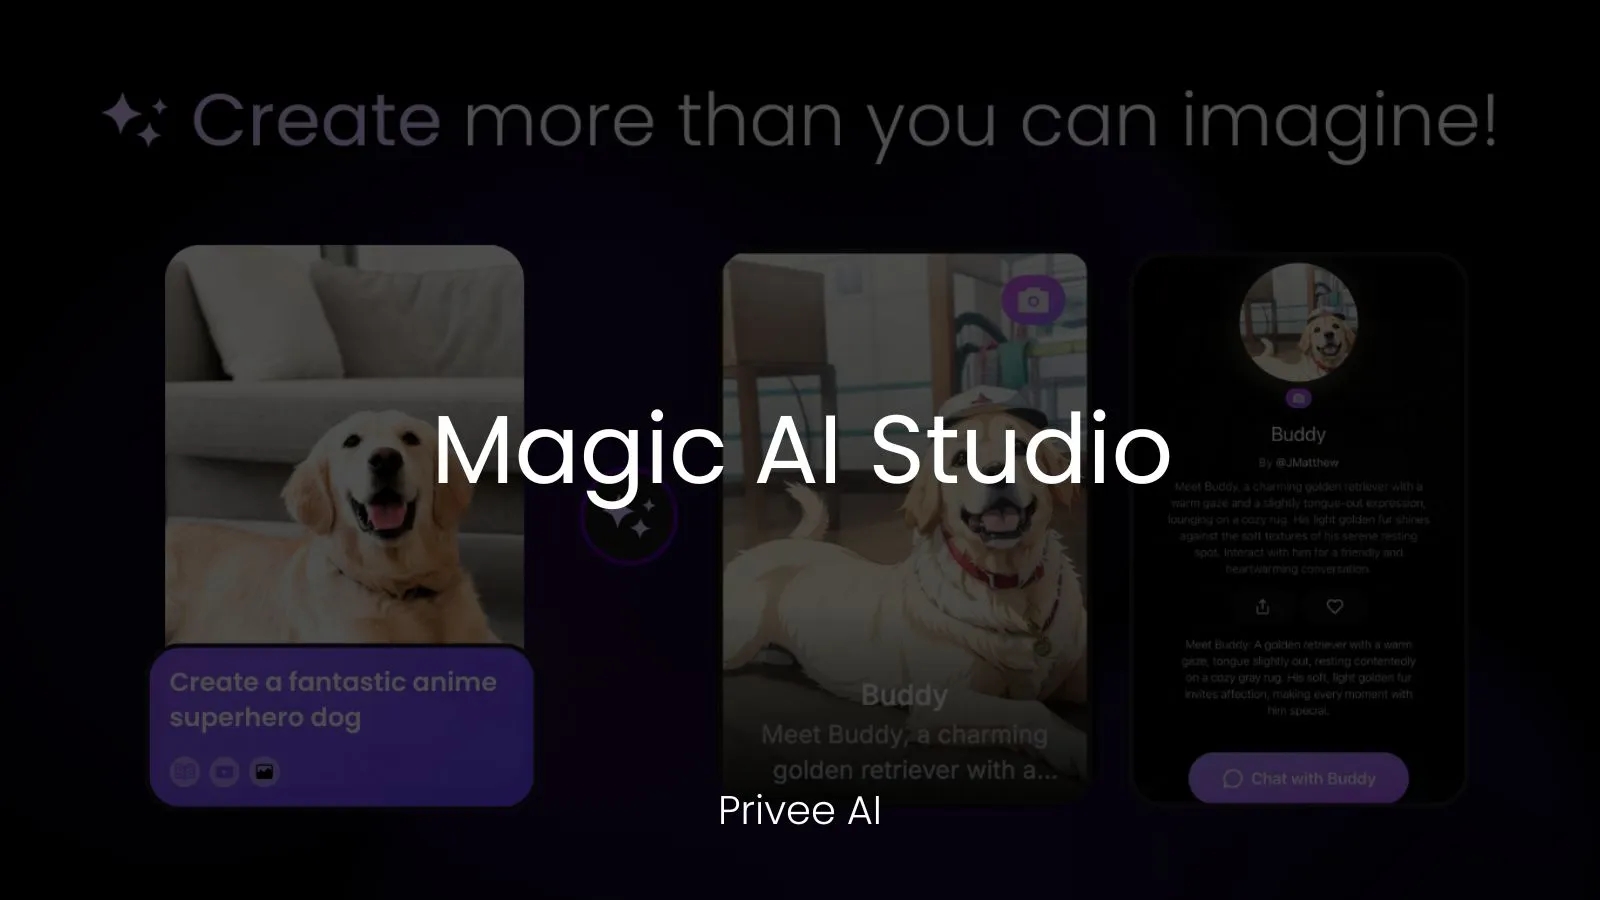 Create more than you can imagine!
Magic AI Studio
Create a fantastic anime
superhero dog
Buddy
Meet Buddy, a charming
golden retriever with a...
Buddy
By @JMatthew
Meet Buddy, a charming golden retriever with a
warm gaze and a slightly tongue-out expression,
lounging on a cozy rug. His light golden fur shines
against the soft textures of his serene resting
spot. Interact with him for a friendly and
heartwarming conversation.
Meet Buddy: A golden retriever with a warm
gaze, tongue slightly out, resting contentedly
on a cozy gray rug. His soft, light golden fur
invites affection, making every moment with
him special.
Chat with Buddy
Privee AI